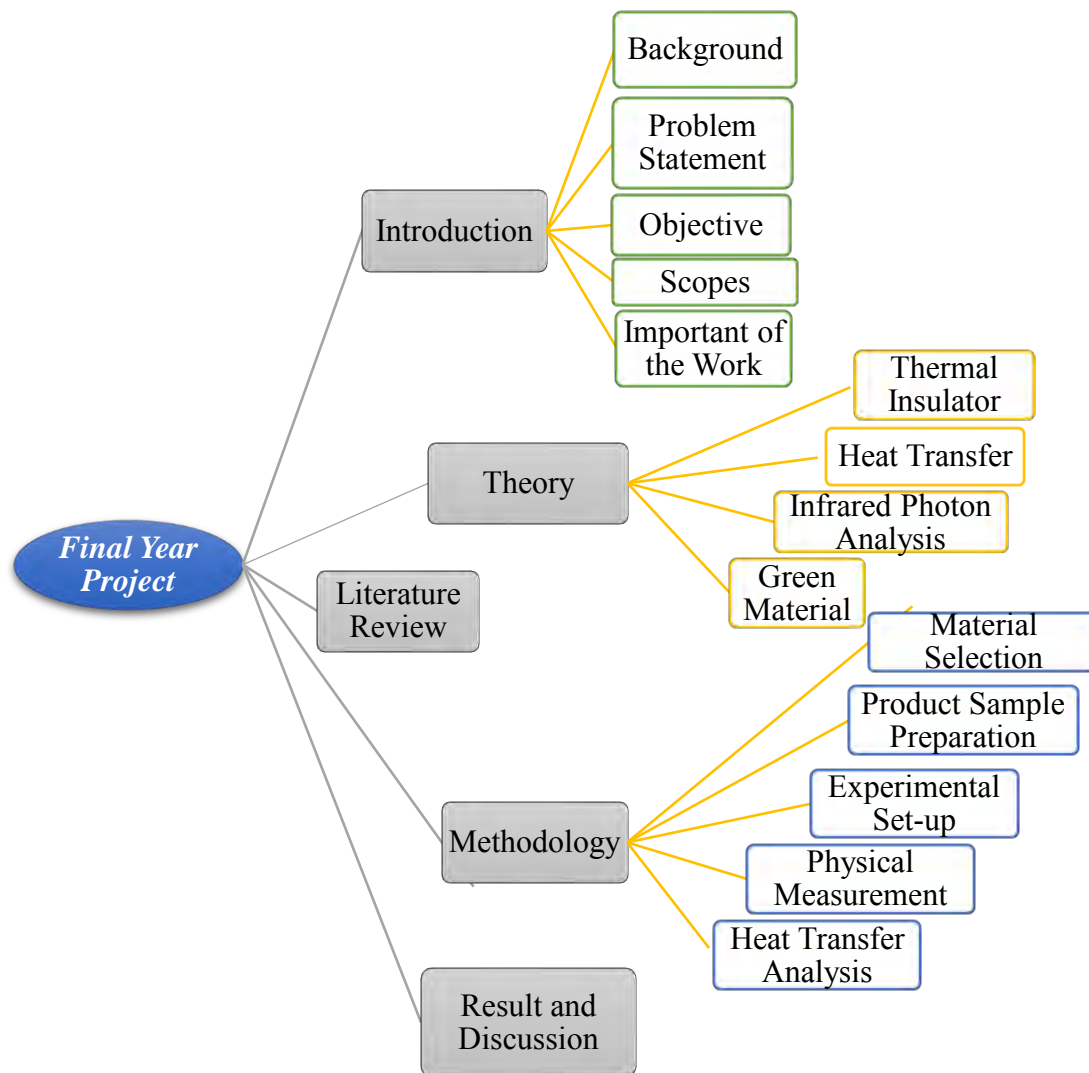 Final Year
Project
Introduction
Background
Problem
Statement
Objective
Scopes
Important of
the Work
Theory
Thermal
Insulator
Heat Transfer
Infrared Photon
Analysis
Green
Material
Literature
Review
Methodology
Material
Selection
Product Sample
Preparation
Experimental
Set-up
Physical
Measurement
Heat Transfer
Analysis
Result and
Discussion